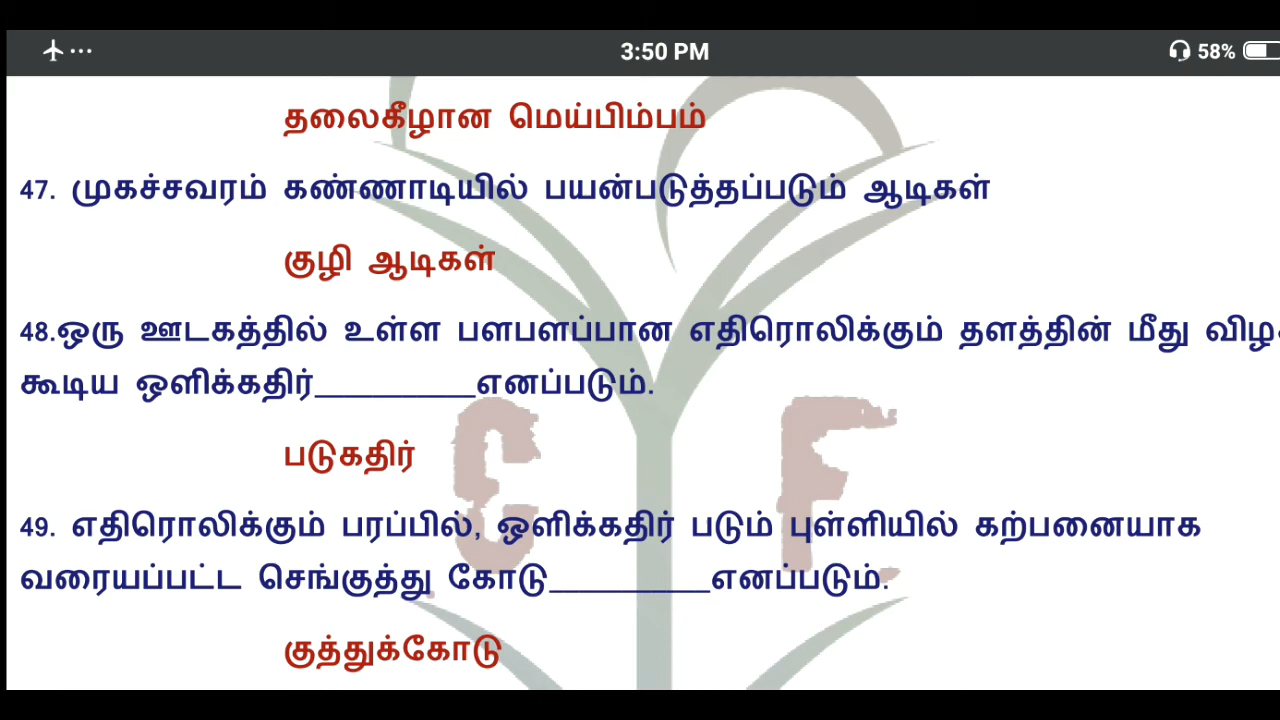 3:50 PM
58%
தலைகீழான மெய்பிம்பம்
47. முகச்சவரம் கண்ணாடியில் பயன்படுத்தப்படும் ஆடிகள்
குழி ஆடிகள்
48.ஒரு ஊடகத்தில் உள்ள பளபளப்பான எதிரொலிக்கும் தளத்தின் மீது
கூடிய ஒளிக்கதிர்__________எனப்படும்.
படுகதிர்
49. எதிரொலிக்கும் பரப்பில், ஒளிக்கதிர் படும் புள்ளியில் கற்பனையாக
வரையப்பட்ட செங்குத்து கோடு__________எனப்படும்.
குத்துக்கோடு